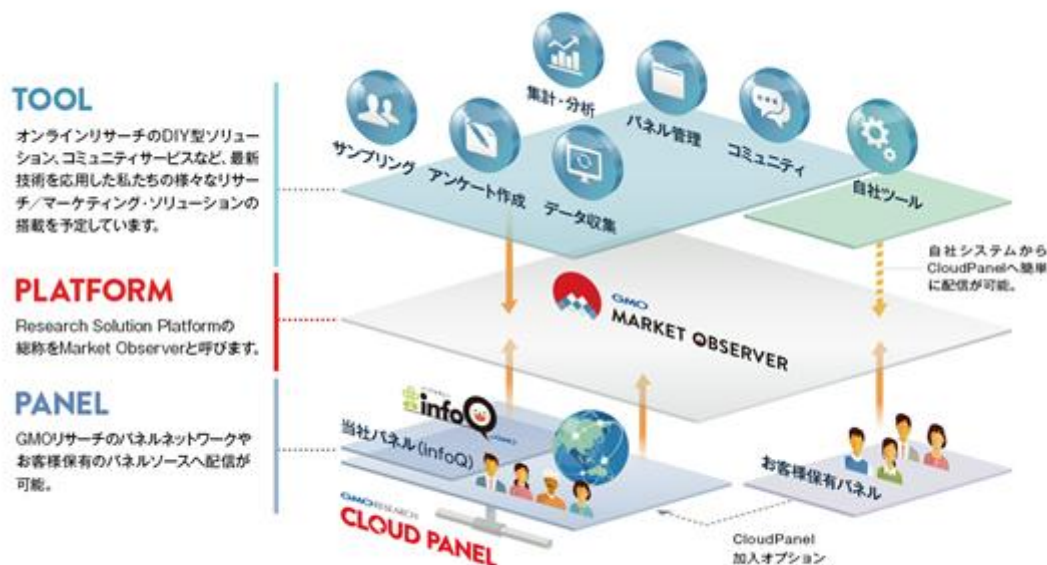 TOOL
オンラインリサーチのDIY型ソリュー
ション、コミュニティサービスなど、最新
技術を応用した私たちの様々なリサー
チ/マーケティング・ソリューションの
搭載を予定しています。
サンプリング
アンケート作成
集計・分析
データ収集
パネル管理
コミュニティ
自社ツール
自社システムから
CloudPanelへ簡単
に配信が可能。
PLATFORM
Research Solution Platformの
総称をMarket Observerと呼びます。
GMO
MARKET OBSERVER
PANEL
GMOリサーチのパネルネットワークや
お客様保有のパネルソースへ配信が
可能。
infoQ
GMO
当社パネル(infoQ)
GMO RESEARCH
CLOUD PANEL
お客様保有パネル
CloudPanel
加入オプション